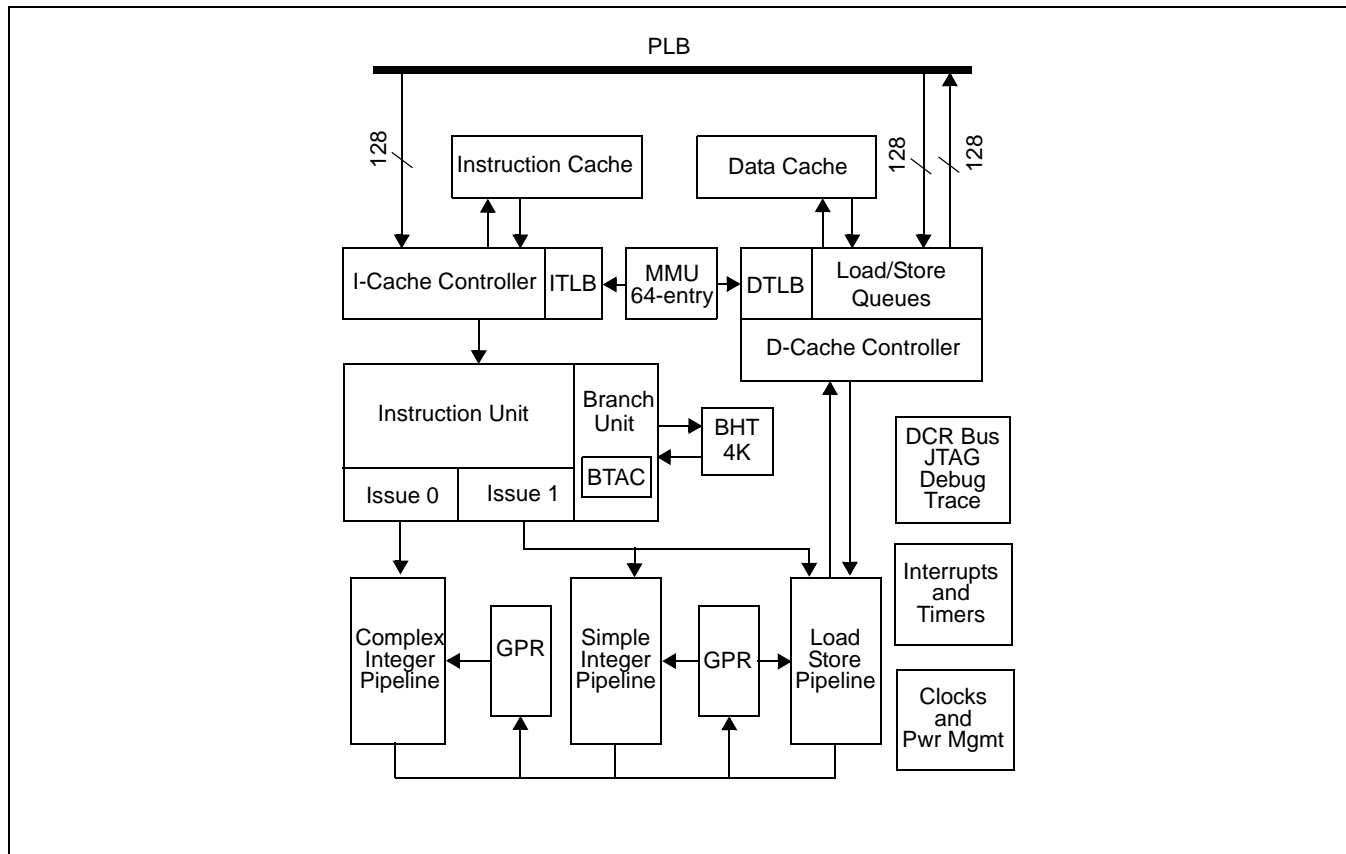 PLB
128
128
128
Instruction Cache
Data Cache
I-Cache Controller
ITLB
MMU
64-entry
DTLB
Load/Store
Queues
D-Cache Controller
Instruction Unit
Branch
Unit
BTAC
BHT
4K
Issue 0
Issue 1
DCR Bus
JTAG
Debug
Trace
Interrupts
and
Timers
Clocks
and
Pwr Mgmt
Complex
Integer
Pipeline
GPR
Simple
Integer
Pipeline
GPR
Load
Store
Pipeline